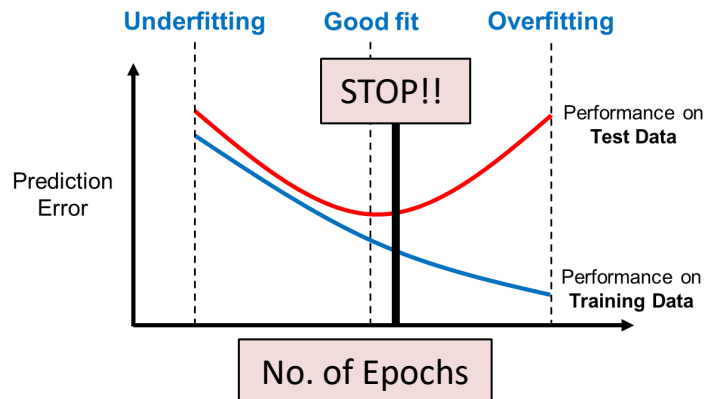 Underfitting
Good fit
Overfitting
STOP!!
Performance on
Test Data
Prediction
Error
Performance on
Training Data
No. of Epochs